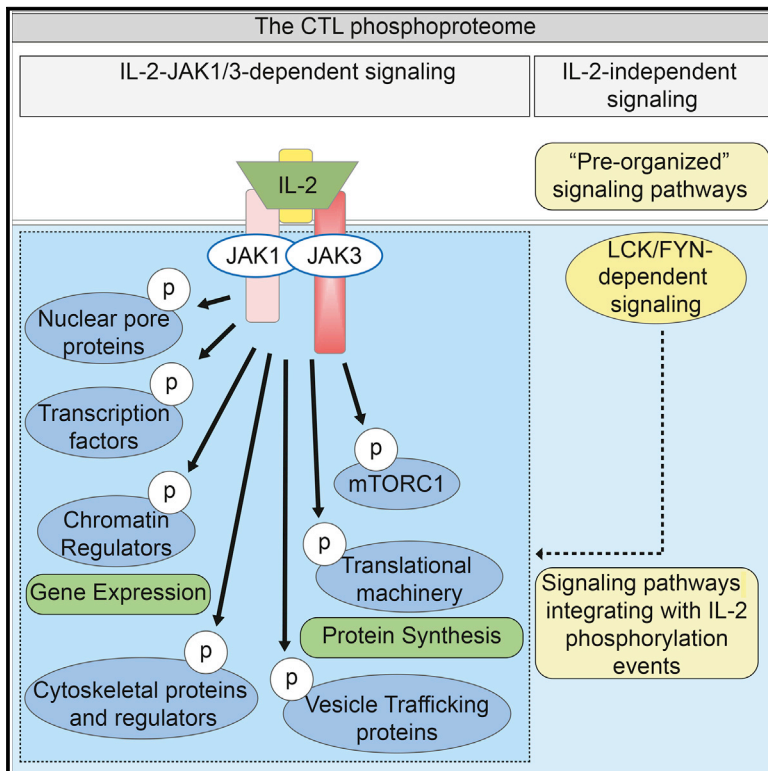 The CTL phosphoproteome
IL-2-JAK1/3-dependent signaling
IL-2-independent
signaling
IL-2
“Pre-organized”
signaling pathways
JAK1
JAK3
LCK/FYN-
dependent
signaling
p
Nuclear pore
proteins
p
Transcription
factors
p
Chromatin
Regulators
Gene Expression
p
Cytoskeletal proteins
and regulators
p
mTORC1
p
Translational
machinery
Protein Synthesis
p
Vesicle Trafficking
proteins
Signaling pathways
integrating with IL-2
phosphorylation
events